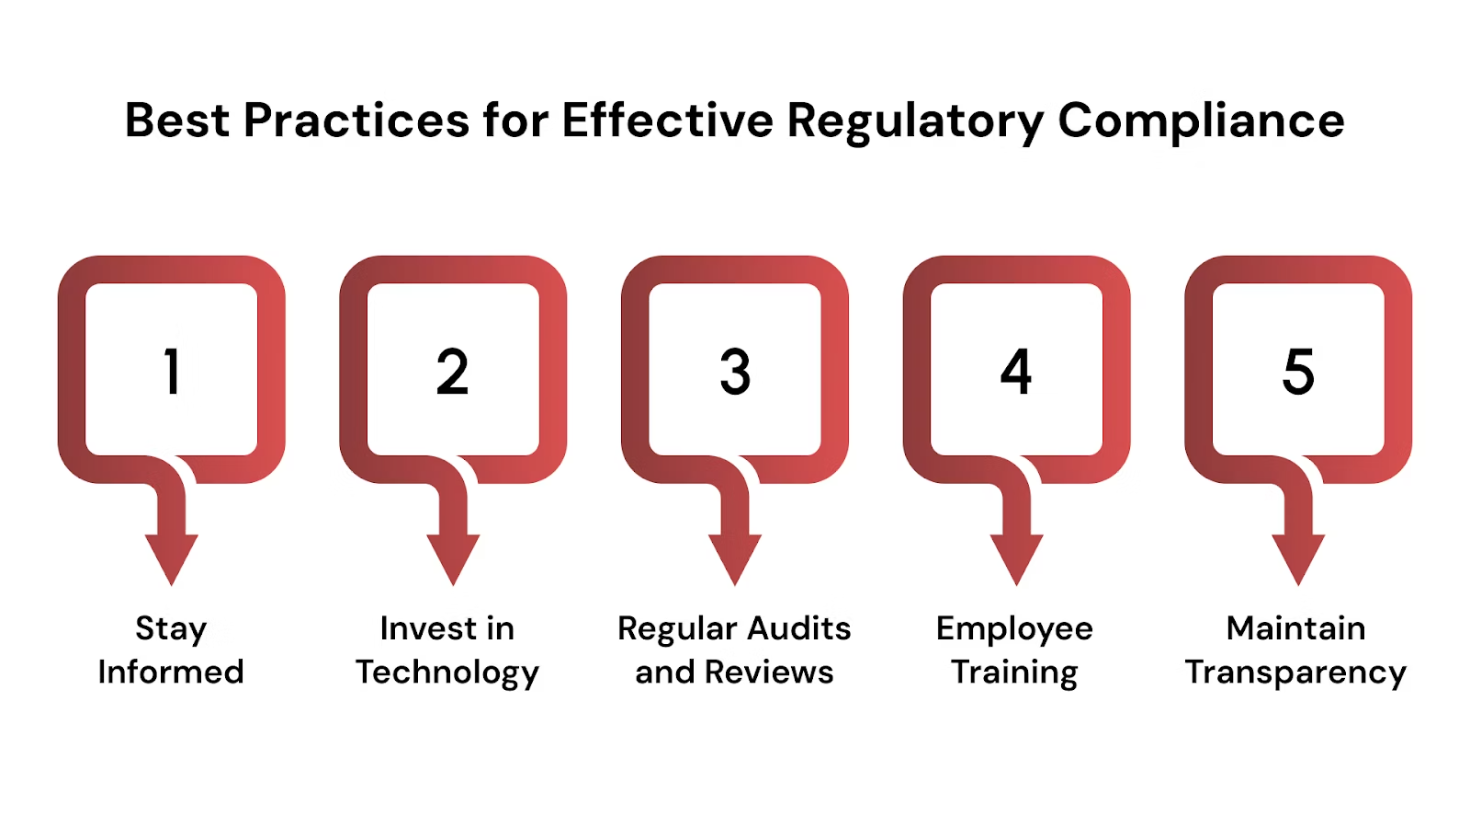 Best Practices for Effective Regulatory Compliance
1
2
3
4
5
Stay
Informed
Invest in
Technology
Regular Audits
and Reviews
Employee
Training
Maintain
Transparency